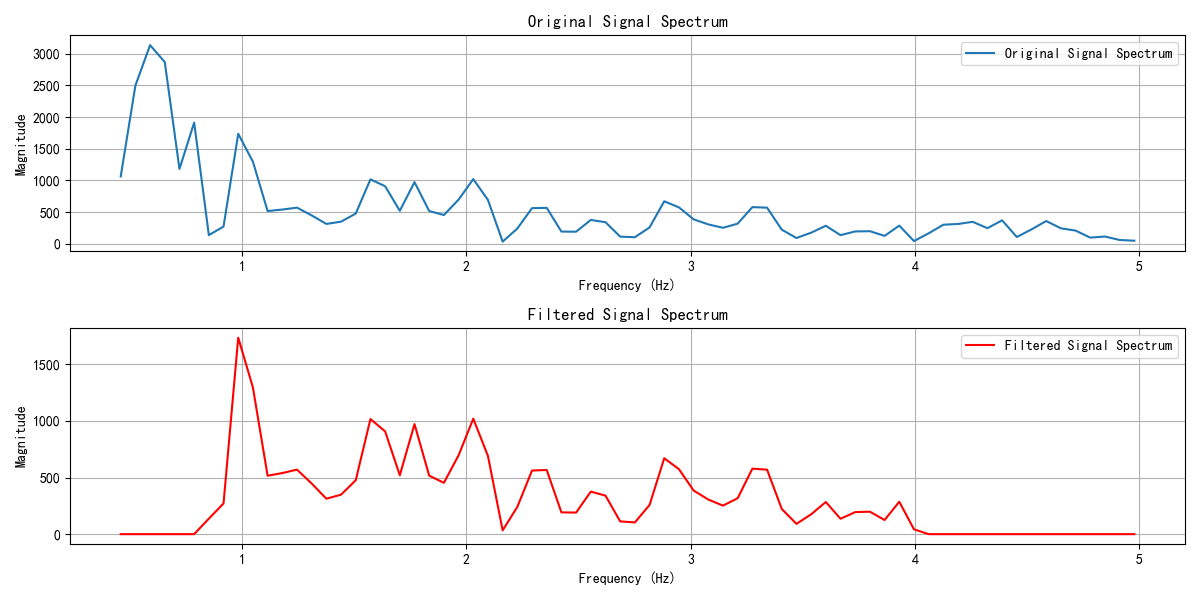 Original Signal Spectrum
3000
2500
2000
1500
1000
500
0
Magnitude
Original Signal Spectrum
1 2 3 4 5
Frequency (Hz)
Filtered Signal Spectrum
1500
1000
500
0
Magnitude
Filtered Signal Spectrum
1 2 3 4 5
Frequency (Hz)